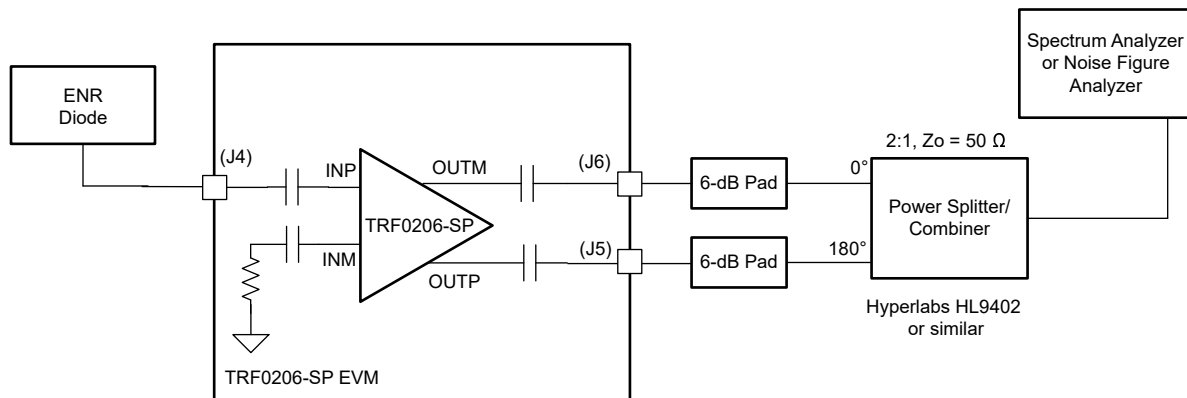 Spectrum Analyzer
or Noise Figure
Analyzer
ENR
Diode
2:1, Zo = 50 Ω
(J4)
INP
OUTM
(J6)
6-dB Pad
0°
Power Splitter/
Combiner
TRF0206-SP
INM
OUTP
(J5)
6-dB Pad
180°
Hyperlabs HL9402
or similar
TRF0206-SP EVM